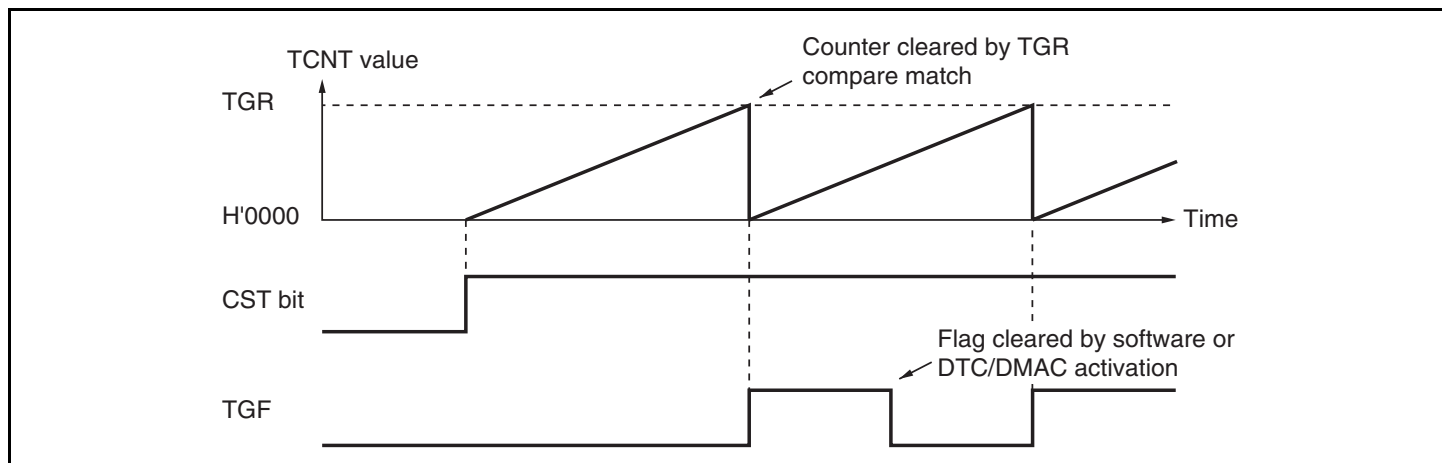 Counter cleared by TGR
compare match
TCNT value
TGR
H'0000
Time
CST bit
Flag cleared by software or
DTC/DMAC activation
TGF